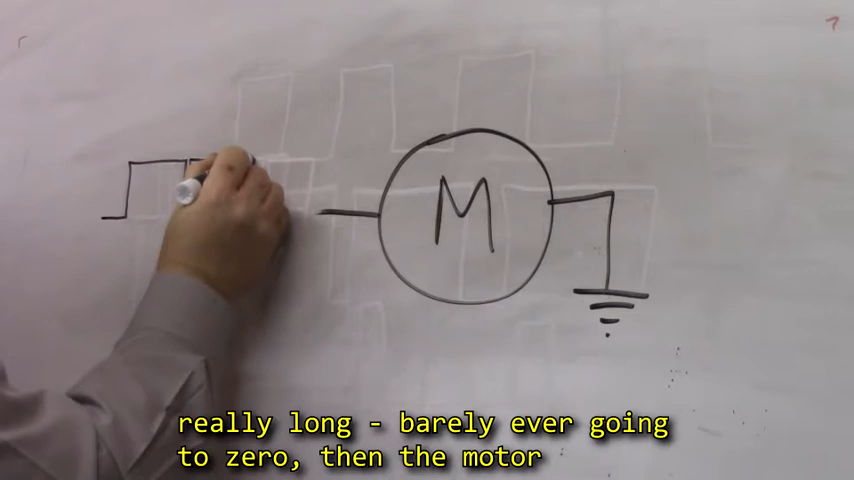 M
really long - barely ever going
to zero, then the motor